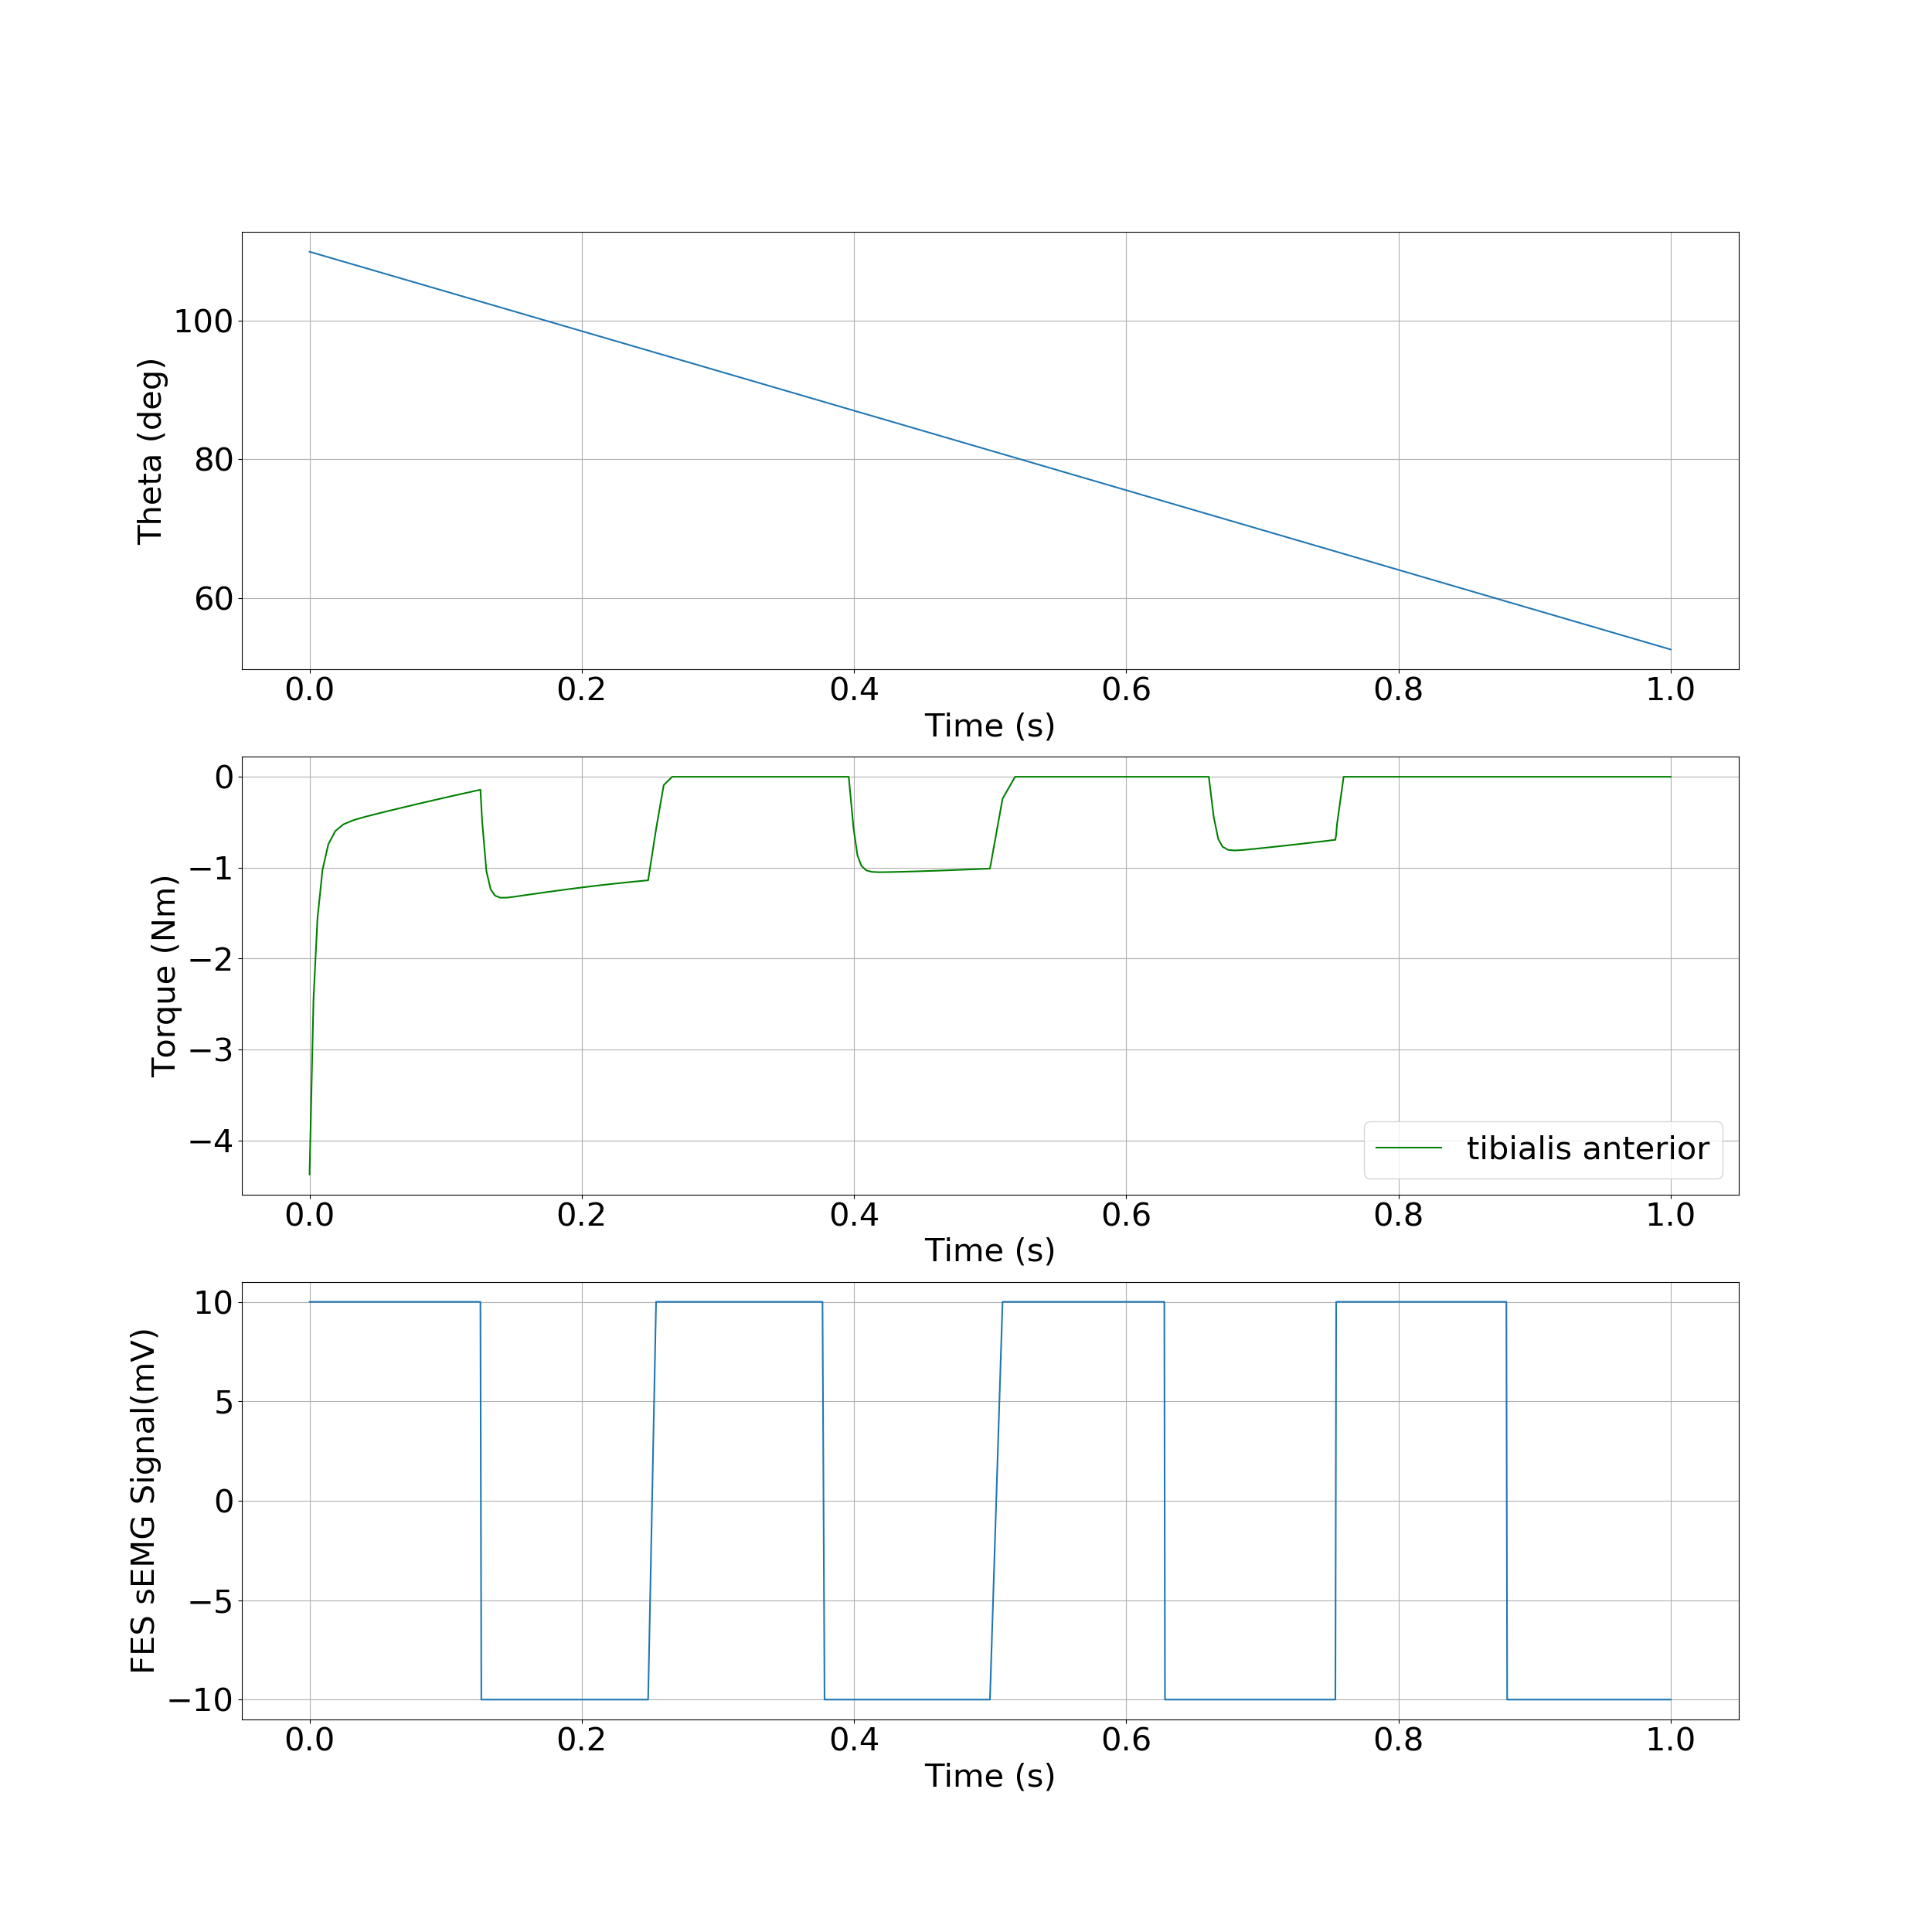 Theta (deg)
100
80
60
0.0 0.2 0.4 0.6 0.8 1.0
Time (s)
Torque (Nm)
0
−1
−2
−3
−4
tibialis anterior
0.0 0.2 0.4 0.6 0.8 1.0
Time (s)
FES sEMG Signal(mV)
10
5
0
−5
−10
0.0 0.2 0.4 0.6 0.8 1.0
Time (s)